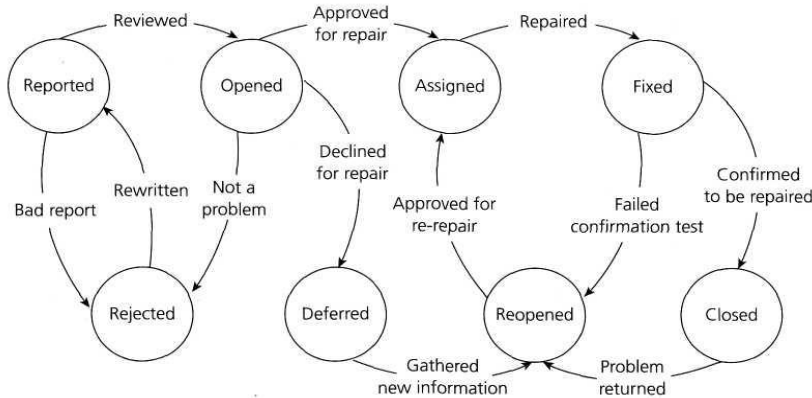 Reviewed
Approved
for repair
Repaired
Reported
Opened
Assigned
Fixed
Bad report
Rewritten
Not a
problem
Declined
for repair
Approved for
re-repair
Failed
confirmation test
Confirmed
to be repaired
Rejected
Deferred
Reopened
Closed
Gathered
new information
Problem
returned